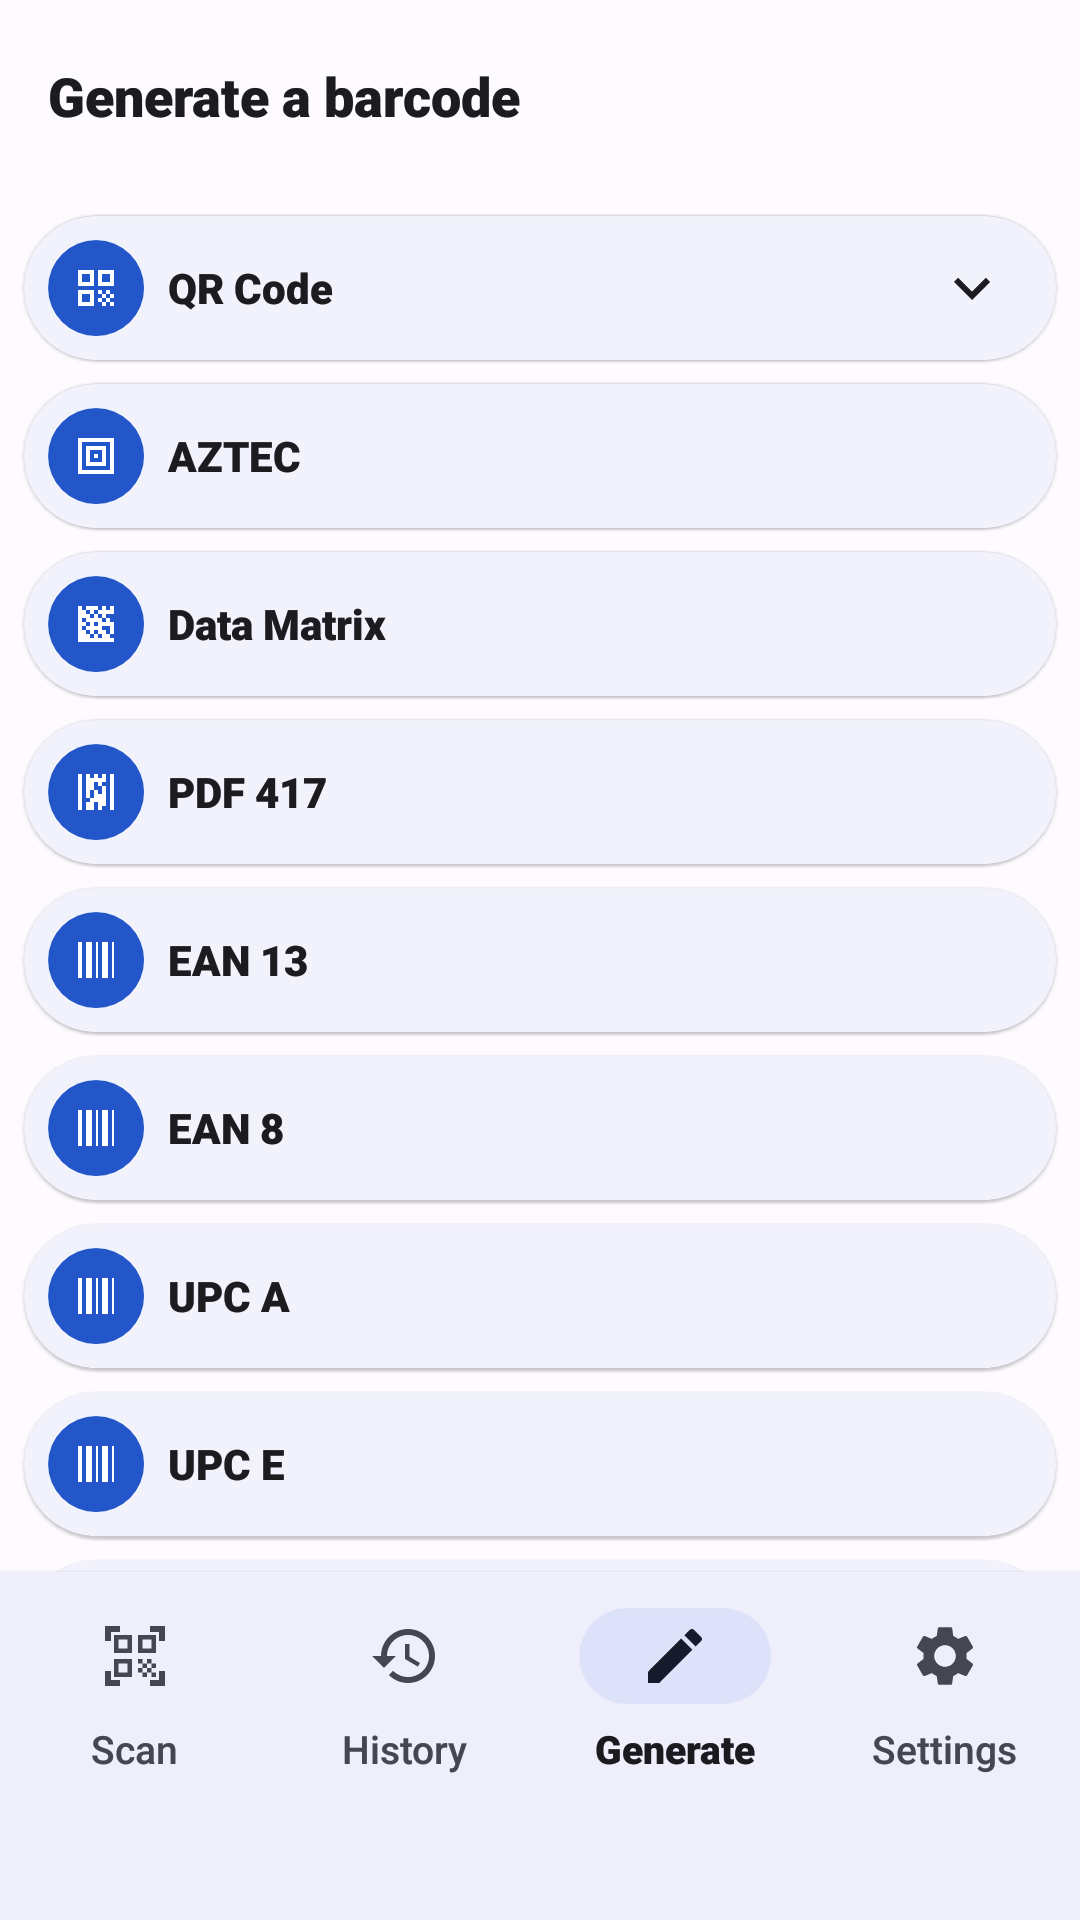 Generate a barcode
QR Code
AZTEC
Data Matrix
PDF 417
EAN 13
EAN 8
UPC A
UPC E
Scan
History
Generate
Settings